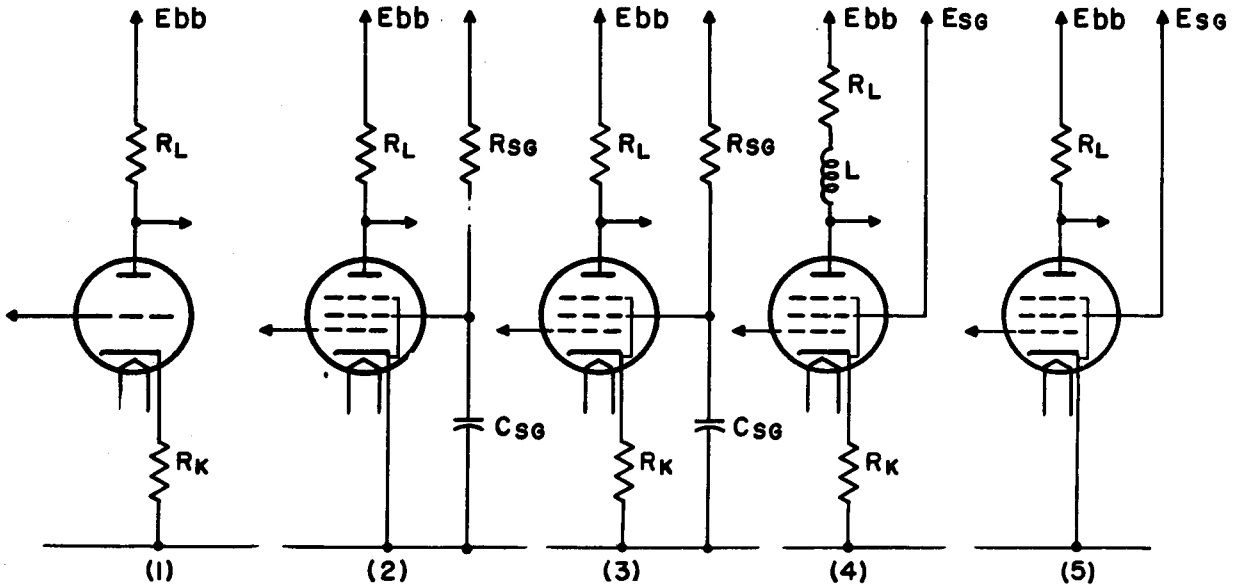 Ebb Ebb Ebb Ebb ESG Ebb ESG
RL RL RSG RL RSG RL L RL
CSG CSG
RK RK RK
(1) (2) (3) (4) (5)